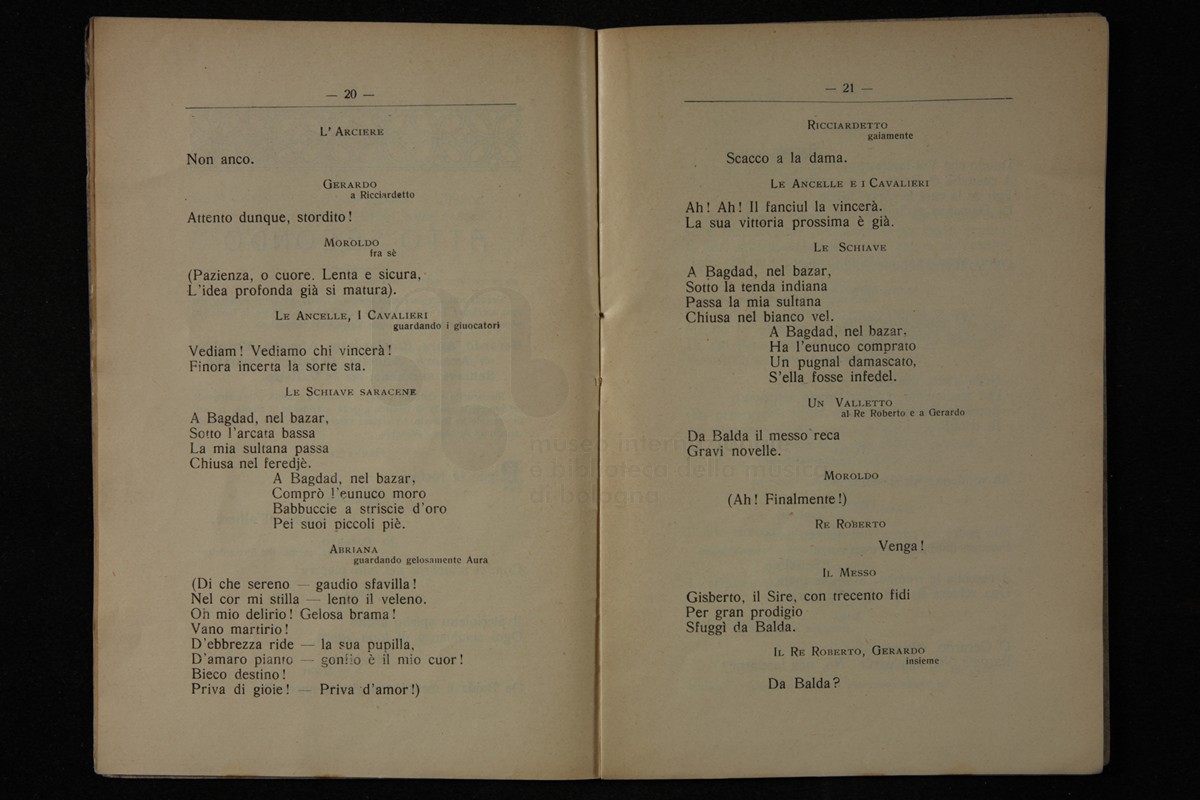 — 20 —
L' Arciere
Non anco.
Gerardo
a Ricciardetto
Attento dunque, stordito!
Moroldo
fra sè
(Pazienza, o cuore. Lenta e sicura,
L'idea profonda già si matura).
Le Ancelle, I Cavalieri
guardando i giuocatori
Vediam! Vediamo chi vincerà!
Finora incerta la sorte sta.
Le Schiave saracene
A Bagdad, nel bazar,
Sotto l'arcata bassa
La mia sultana passa
Chiusa nel feredjè.
A Bagdad, nel bazar,
Comprò l'eunuco moro
Babbuccie a striscie d'oro
Pei suoi piccoli piè.
Abriana
guardando gelosamente Aura
(Di che sereno — gaudio sfavilla!
Nel cor mi stilla — lento il veleno.
Oh mio delirio! Gelosa brama!
Vano martirio!
D'ebbrezza ride — la sua pupilla,
D'amaro pianto — gonfio è il mio cuor!
Bieco destino!
Priva di gioie! — Priva d'amor!)
— 21 —
Ricciardetto
gaiamente
Scacco a la dama.
Le Ancelle e i Cavalieri
Ah! Ah! Il fanciul la vincerà.
La sua vittoria prossima è già.
Le Schiave
A Bagdad, nel bazar,
Sotto la tenda indiana
Passa la mia sultana
Chiusa nel bianco vel.
A Bagdad, nel bazar,
Ha l'eunuco comprato
Un pugnal damascato,
S'ella fosse infedel.
Un Valletto
al Re Roberto e a Gerardo
Da Balda il messo reca
Gravi novelle.
Moroldo
(Ah! Finalmente!)
Re Roberto
Venga!
Il Messo
Gisberto, il Sire, con trecento fidi
Per gran prodigio
Sfuggì da Balda.
Il Re Roberto, Gerardo
insieme
Da Balda?
museo internazionale
e biblioteca della musica
di bologna